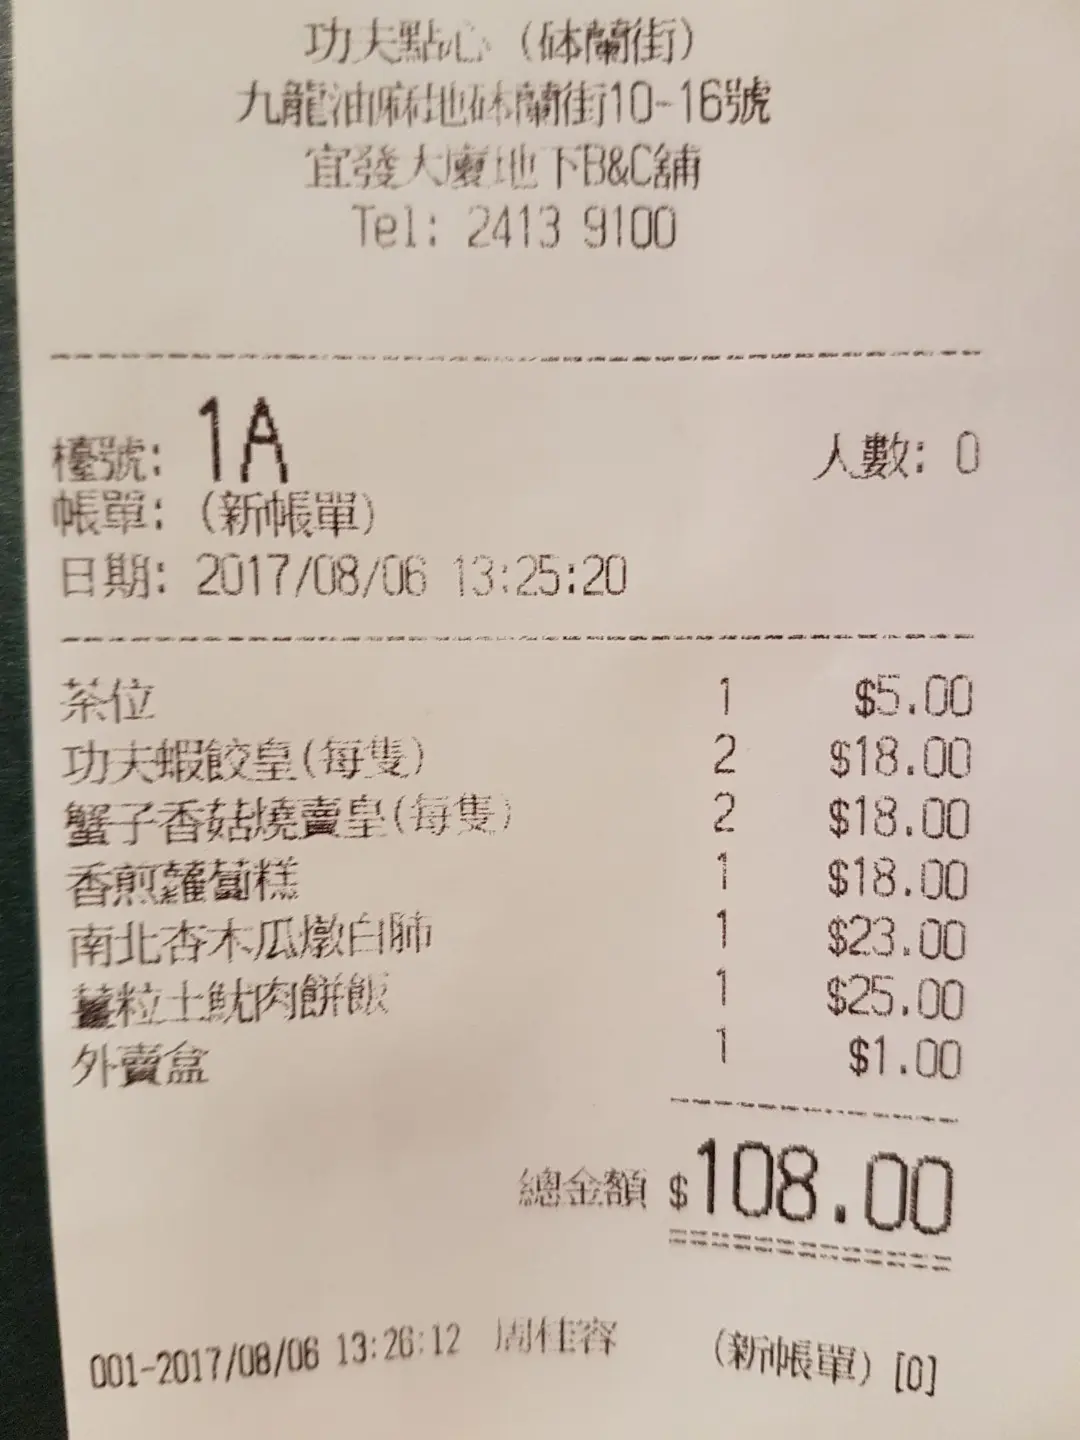 功夫點心 (砵蘭街)
九龍油麻地砵蘭街10-16號
宜發大廈地下B&C舖
Tel: 2413 9100
檯號: 1A 人數: 0
帳單: (新帳單)
日期: 2017/08/06 13:25:20
茶位 1 $5.00
功夫蝦餃皇(每隻) 2 $18.00
蟹子香菇燒賣皇(每隻) 2 $18.00
香煎蘿蔔糕 1 $18.00
南北杏木瓜燉白肺 1 $23.00
薑粒土魷肉餅飯 1 $25.00
外賣盒 1 $1.00
總金額 $108.00
001-2017/08/06 13:26:12 周桂容 (新帳單) [0]